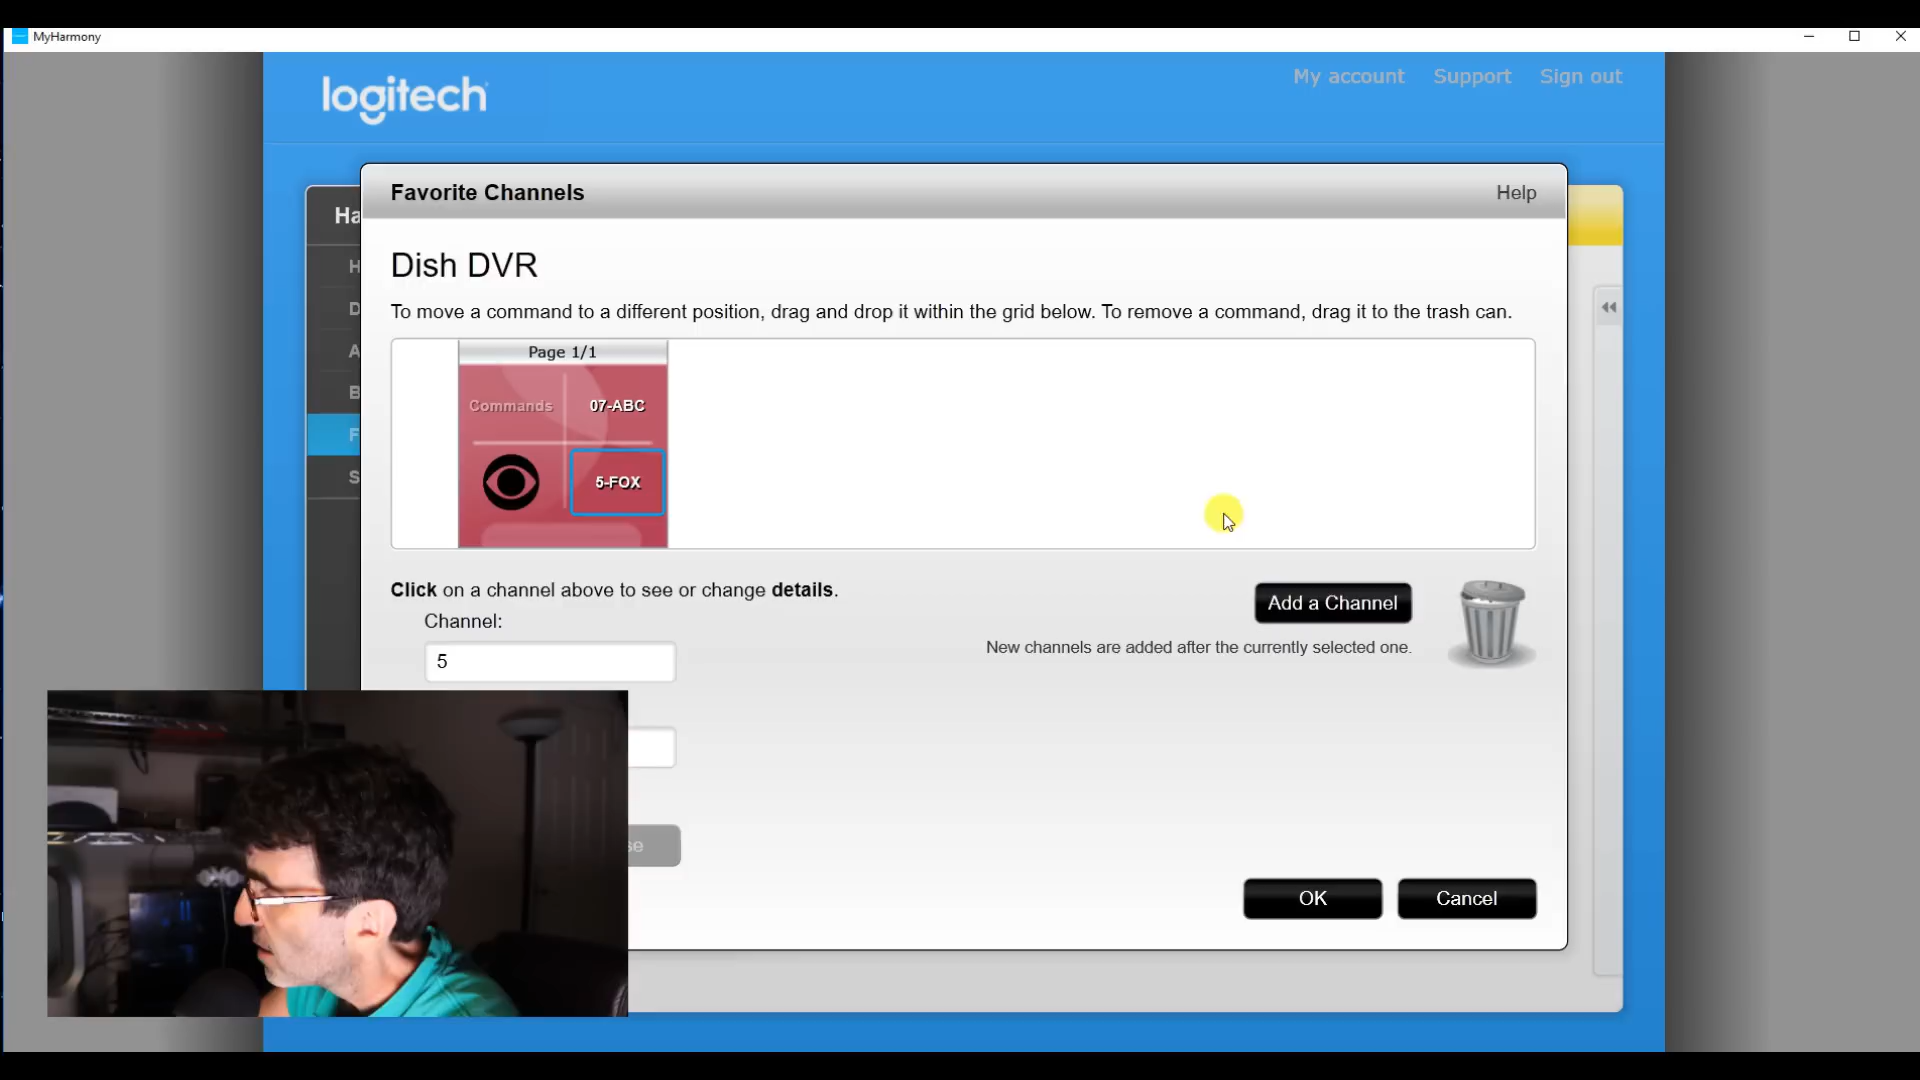 MyHarmony
logitech
My account
Support
Sign out
Favorite Channels
Help
Ha
H
D
A
B
F
S
Dish DVR
To move a command to a different position, drag and drop it within the grid below. To remove a command, drag it to the trash can.
Page 1/1
Commands
07-ABC
5-FOX
Click on a channel above to see or change details.
Channel:
5
Add a Channel
New channels are added after the currently selected one.
se
OK
Cancel